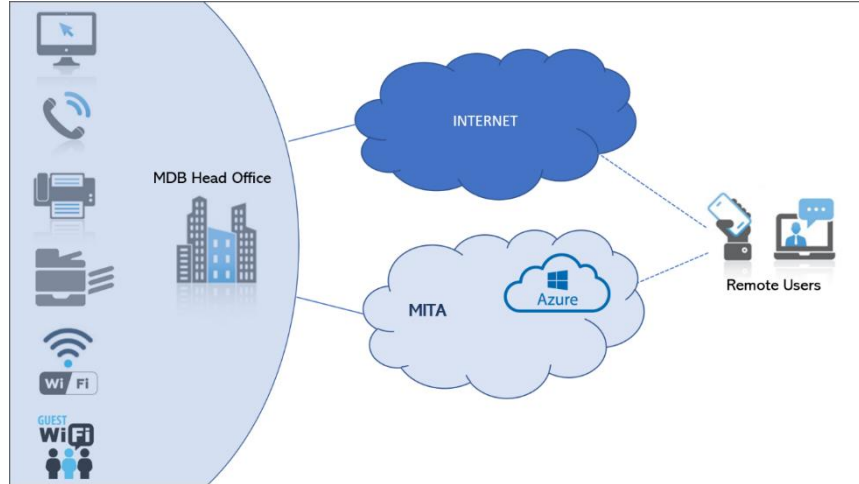 INTERNET
MDB Head Office
MITA
Azure
Remote Users
Wi Fi
GUEST
WiFi